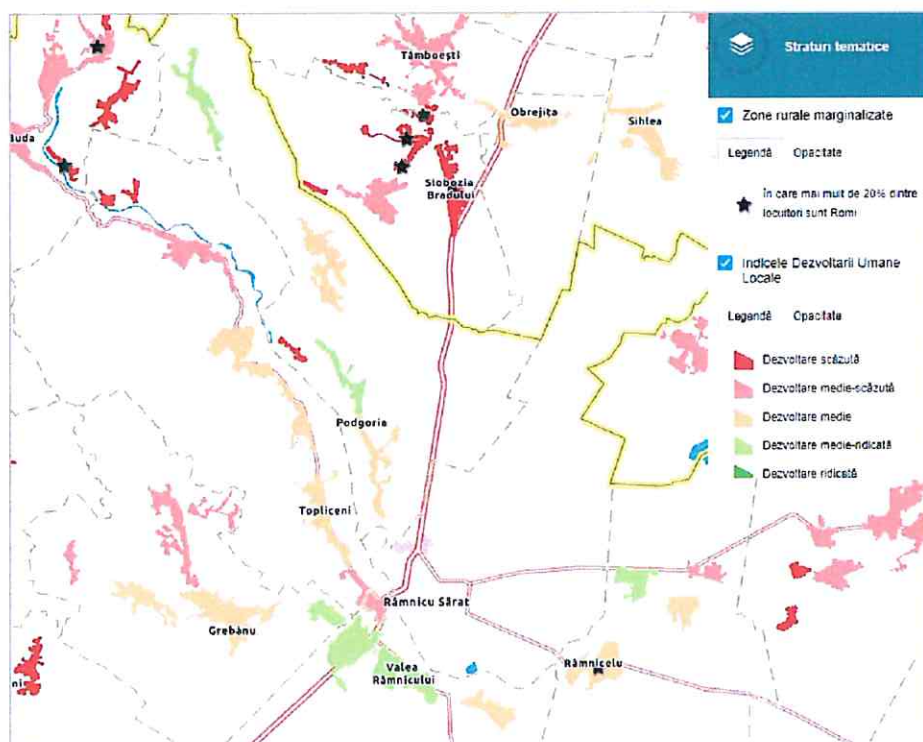 Straturi tematice
Zone rurale marginalizate
Legendă Opacitate
În care mai mult de 20% dintre
locuitori sunt Romi
Indicele Dezvoltarii Umane
Locale
Legendă Opacitate
Dezvoltare scăzută
Dezvoltare medie-scăzută
Dezvoltare medie
Dezvoltare medie-ridicată
Dezvoltare ridicată
Tâmboești
Obrejița
Sihlea
Buda
Slobozia
Bradului
Podgoria
Topliceni
Râmnicu Sărat
Grebănu
Valea
Râmnicului
Râmnicelu
ni